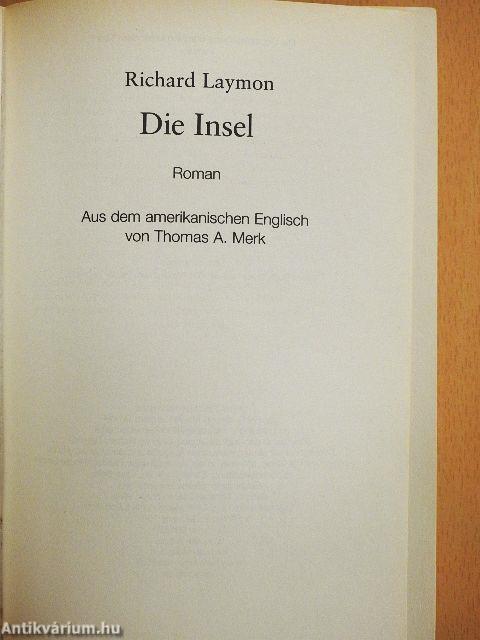 Richard Laymon
Die Insel
Roman
Aus dem amerikanischen Englisch
von Thomas A. Merk
Antikvárium.hu